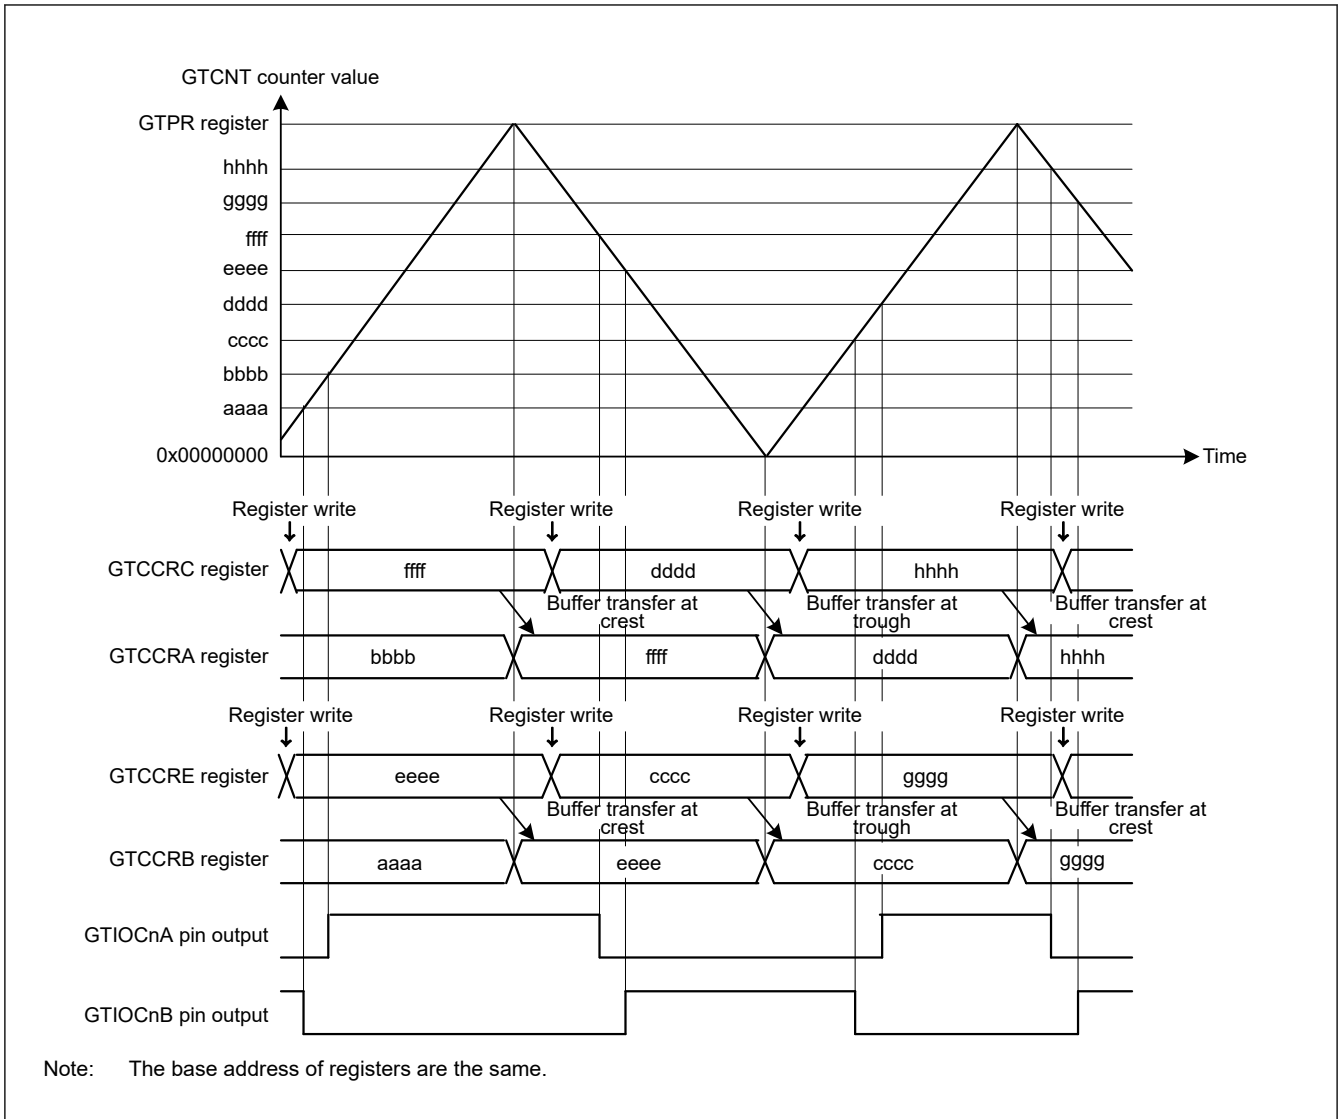 GTCNT counter value
GTPR register
hhhh
gggg
ffff
eeee
dddd
cccc
bbbb
aaaa
0x00000000
Time
Register write Register write Register write Register write
GTCCRC register ffff dddd hhhh
Buffer transfer at crest
Buffer transfer at trough
Buffer transfer at crest
GTCCRA register bbbb ffff dddd hhhh
Register write Register write Register write Register write
GTCCRE register eeee cccc gggg
Buffer transfer at crest
Buffer transfer at trough
Buffer transfer at crest
GTCCRB register aaaa eeee cccc gggg
GTIOCnA pin output
GTIOCnB pin output
Note: The base address of registers are the same.